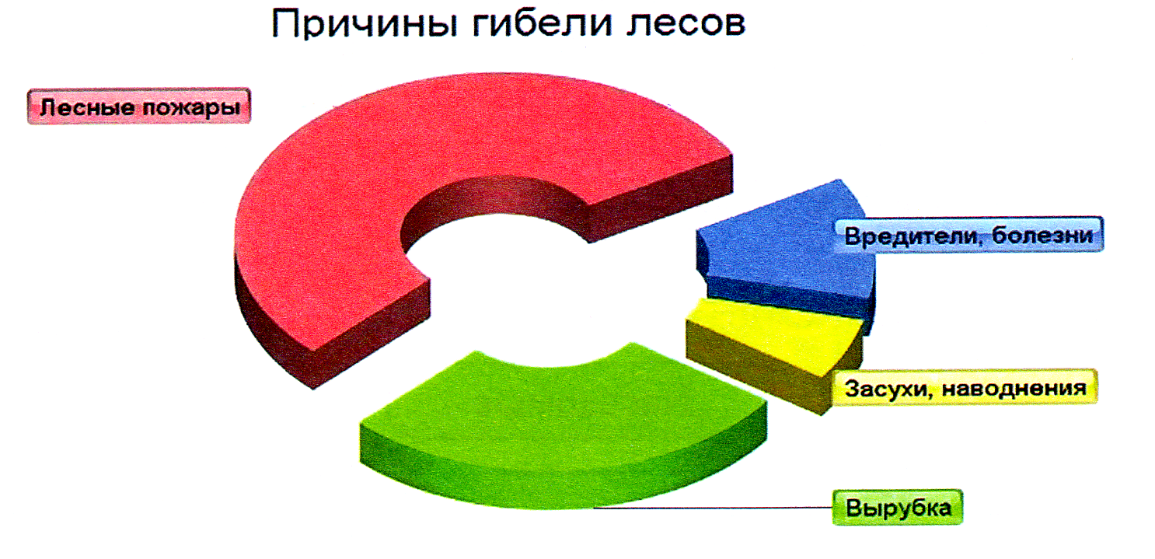 Причины гибели лесов
Лесные пожары
Вредители, болезни
Засухи, наводнения
Вырубка